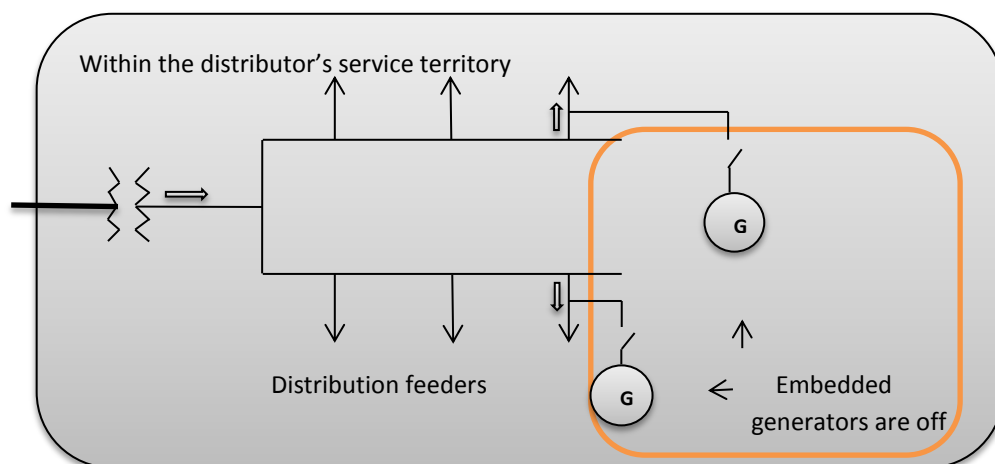 Within the distributor's service territory
G
G
Distribution feeders
Embedded
generators are off